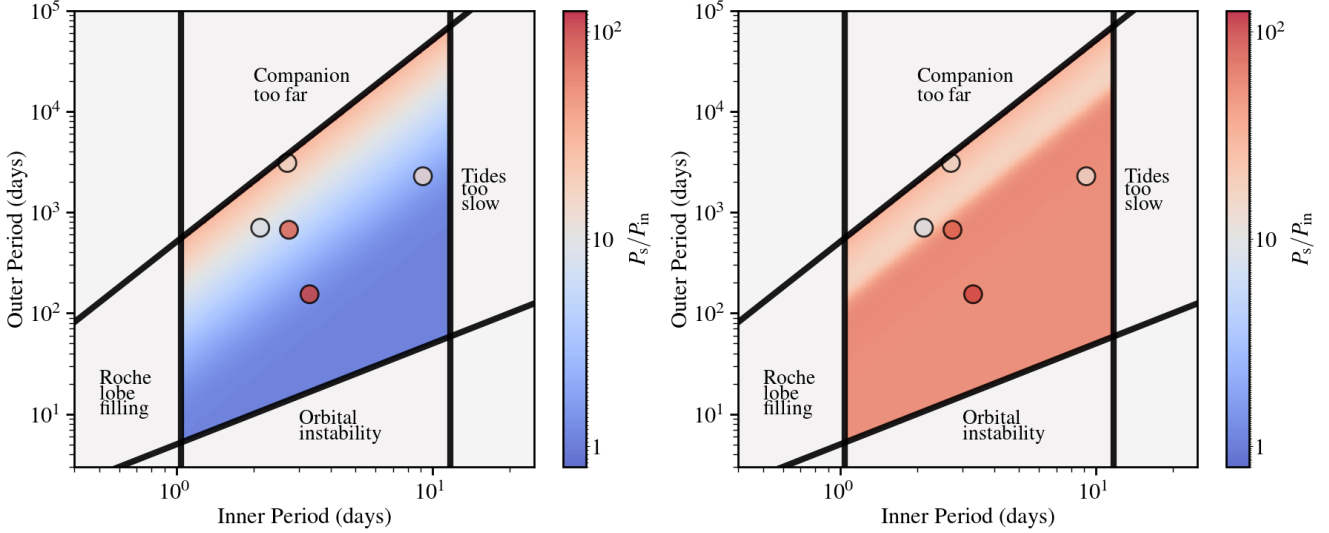 10^5
10^4
10^3
10^2
10^1
Outer Period (days)
Companion
too far
Tides
too
slow
Roche
lobe
filling
Orbital
instability
10^0
10^1
Inner Period (days)
10^2
10
1
P_s/P_in
10^5
10^4
10^3
10^2
10^1
Outer Period (days)
Companion
too far
Tides
too
slow
Roche
lobe
filling
Orbital
instability
10^0
10^1
Inner Period (days)
10^2
10
1
P_s/P_in